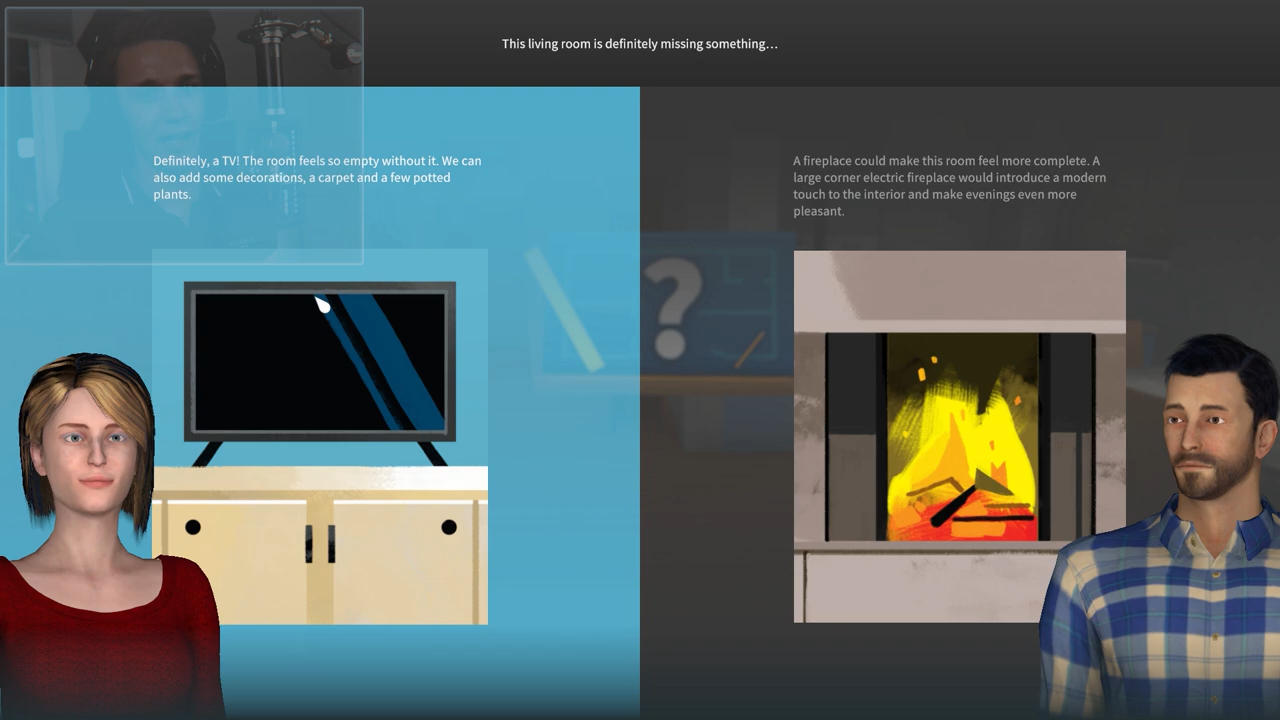 This living room is definitely missing something…
Definitely, a TV! The room feels so empty without it. We can
also add some decorations, a carpet and a few potted
plants.
A fireplace could make this room feel more complete. A
large corner electric fireplace would introduce a modern
touch to the interior and make evenings even more
pleasant.
?